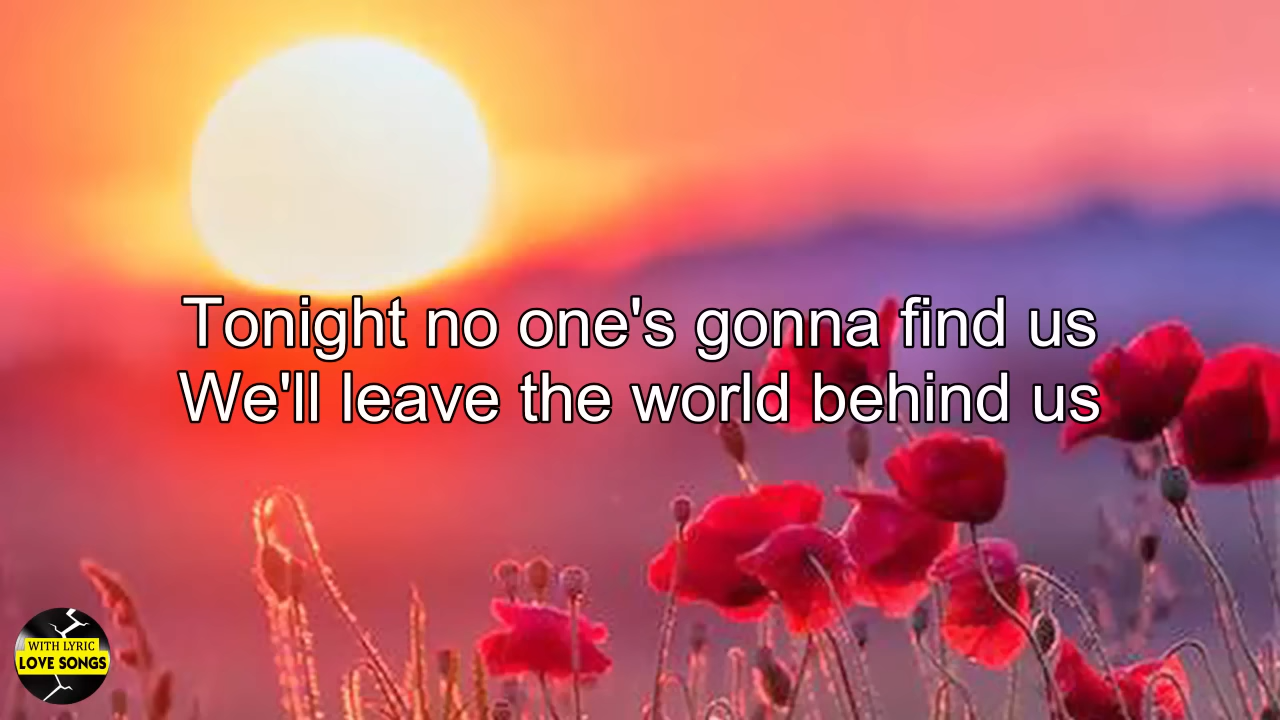 Tonight no one's gonna find us
We'll leave the world behind us
WITH LYRIC
LOVE SONGS